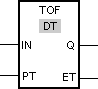 TOF
DT
IN Q
PT ET